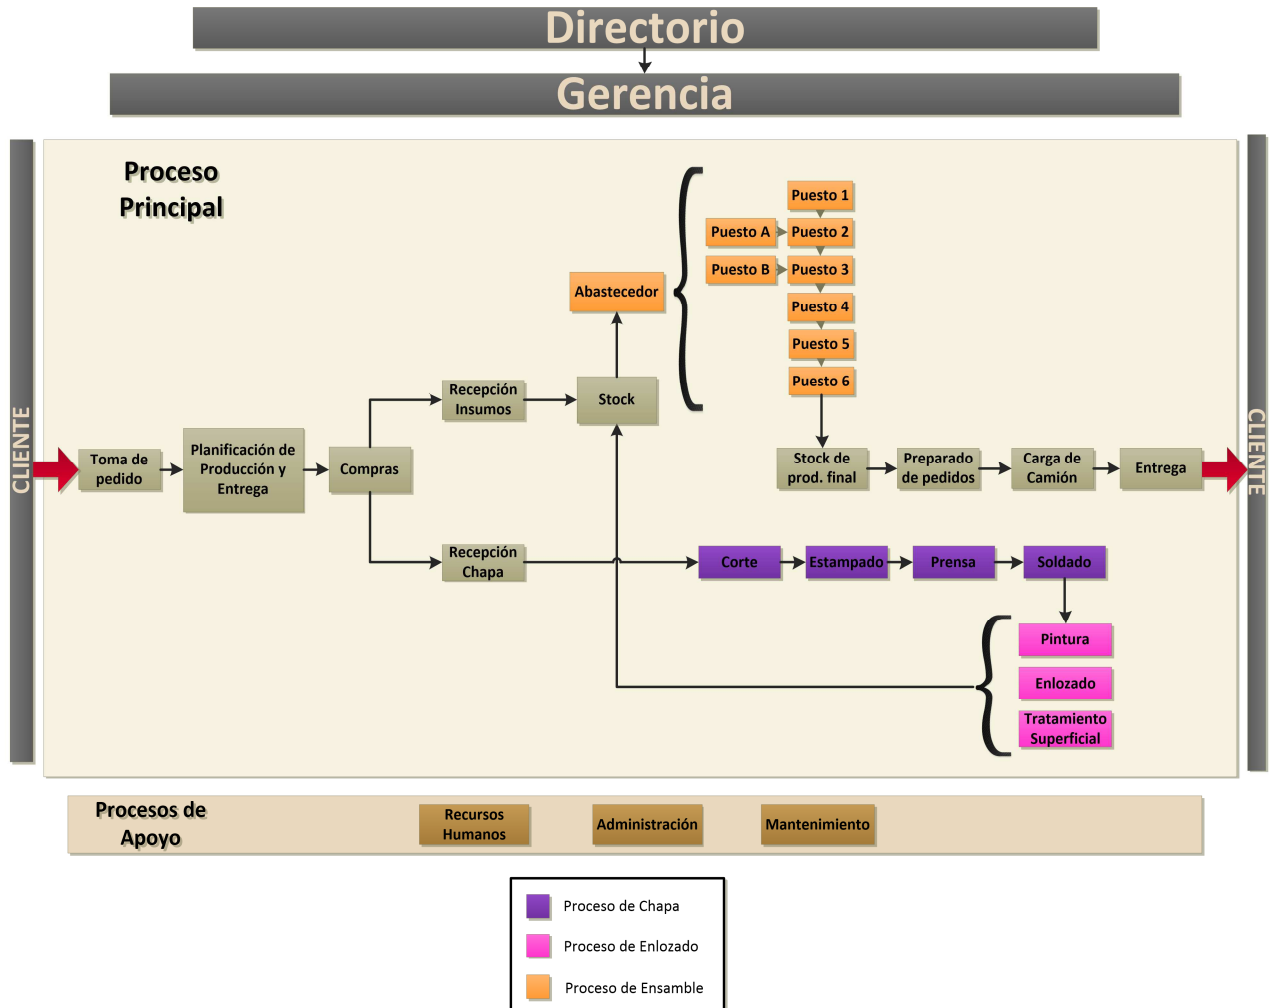 Directorio
Gerencia
CLIENTE
Proceso
Principal
Puesto 1
Puesto A
Puesto 2
Puesto B
Puesto 3
Abastecedor
Puesto 4
Puesto 5
Puesto 6
Recepción
Insumos
Stock
Toma de
pedido
Planificación de
Producción y
Entrega
Compras
Stock de
prod. final
Preparado
de pedidos
Carga de
Camión
Entrega
CLIENTE
Recepción
Chapa
Corte
Estampado
Prensa
Soldado
Pintura
Enlozado
Tratamiento
Superficial
Procesos de
Apoyo
Recursos
Humanos
Administración
Mantenimiento
Proceso de Chapa
Proceso de Enlozado
Proceso de Ensamble